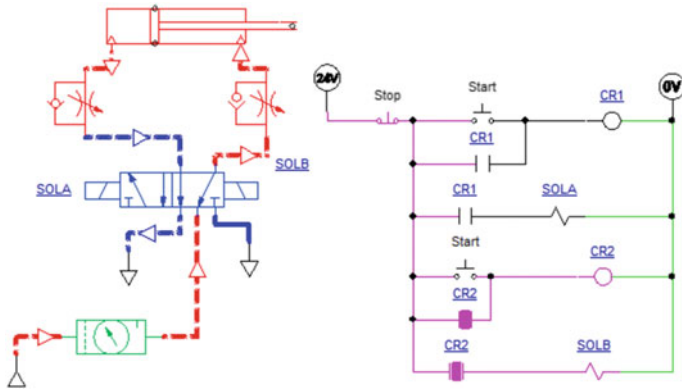 24V
0V
Stop
Start
CR1
CR1
SOLA
SOLB
CR1
SOLA
Start
CR2
CR2
CR2
SOLB